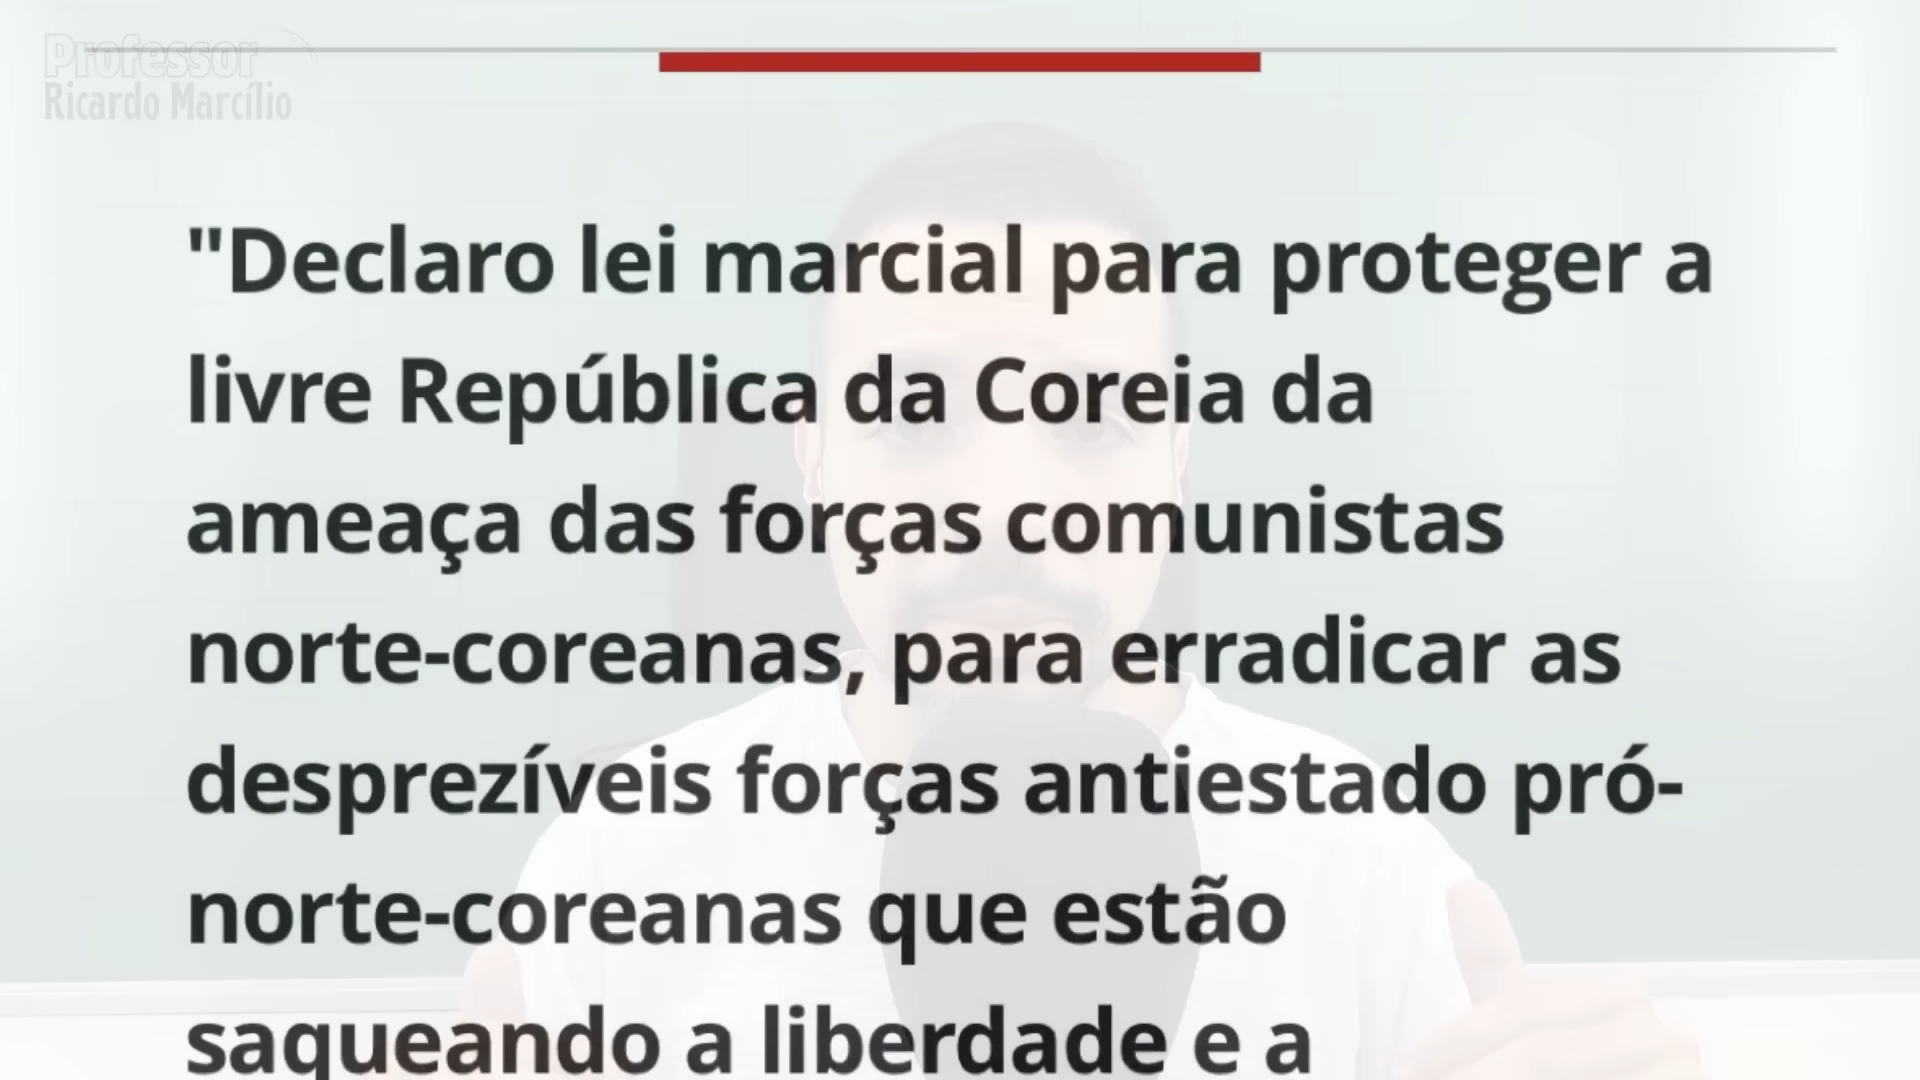 Professor
Ricardo Marcílio
"Declaro lei marcial para proteger a
livre República da Coreia da
ameaça das forças comunistas
norte-coreanas, para erradicar as
desprezíveis forças antiestado pró-
norte-coreanas que estão
saqueando a liberdade e a